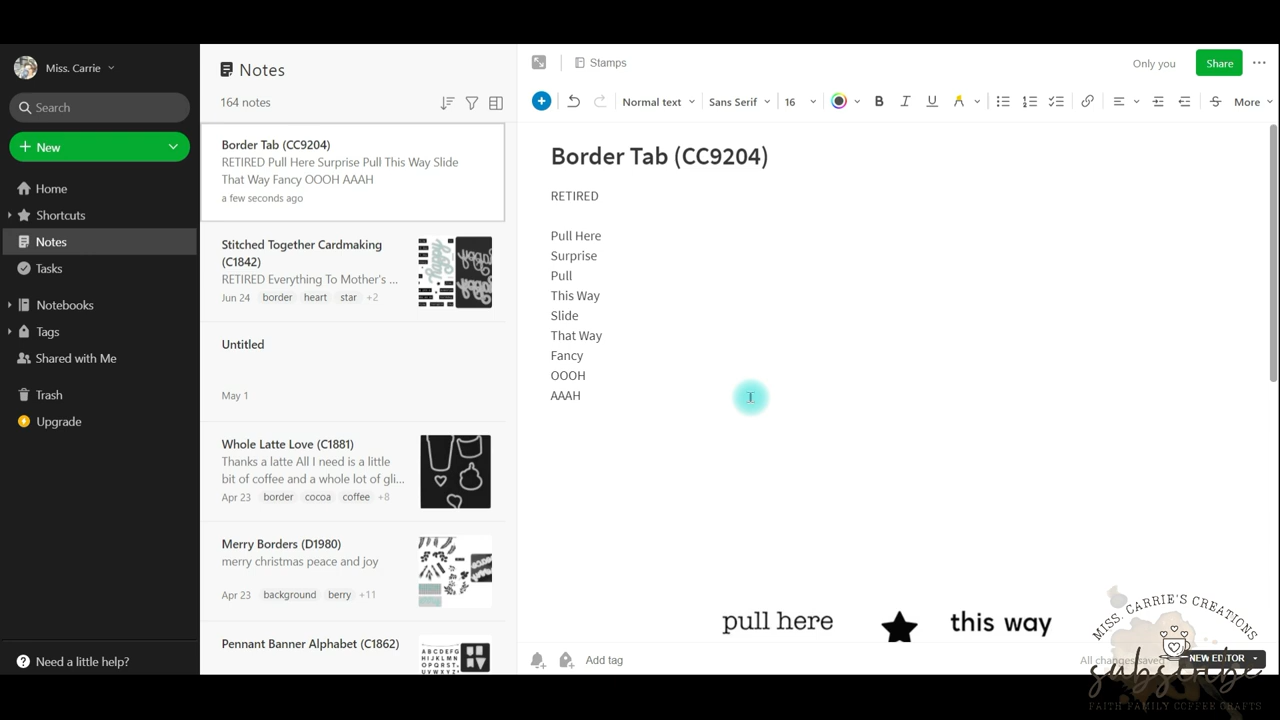 Miss. Carrie
Search
New
Home
Shortcuts
Notes
Tasks
Notebooks
Tags
Shared with Me
Trash
Upgrade
Need a little help?
Notes
164 notes
Border Tab (CC9204)
RETIRED Pull Here Surprise Pull This Way Slide
That Way Fancy OOOH AAAH
a few seconds ago
Stitched Together Cardmaking
(C1842)
RETIRED Everything To Mother's ...
Jun 24 border heart star +2
Untitled
May 1
Whole Latte Love (C1881)
Thanks a latte All I need is a little
bit of coffee and a whole lot of gli...
Apr 23 border cocoa coffee +8
Merry Borders (D1980)
merry christmas peace and joy
Apr 23 background berry +11
Pennant Banner Alphabet (C1862)
Stamps
Only you
Share
Normal text Sans Serif 16 B I U A S More
Border Tab (CC9204)
RETIRED
Pull Here
Surprise
Pull
This Way
Slide
That Way
Fancy
OOOH
AAAH
pull here this way
Add tag
All changes saved
NEW EDITOR
MISS. CARRIE'S CREATIONS
subscribe
FAITH FAMILY COFFEE CRAFTS